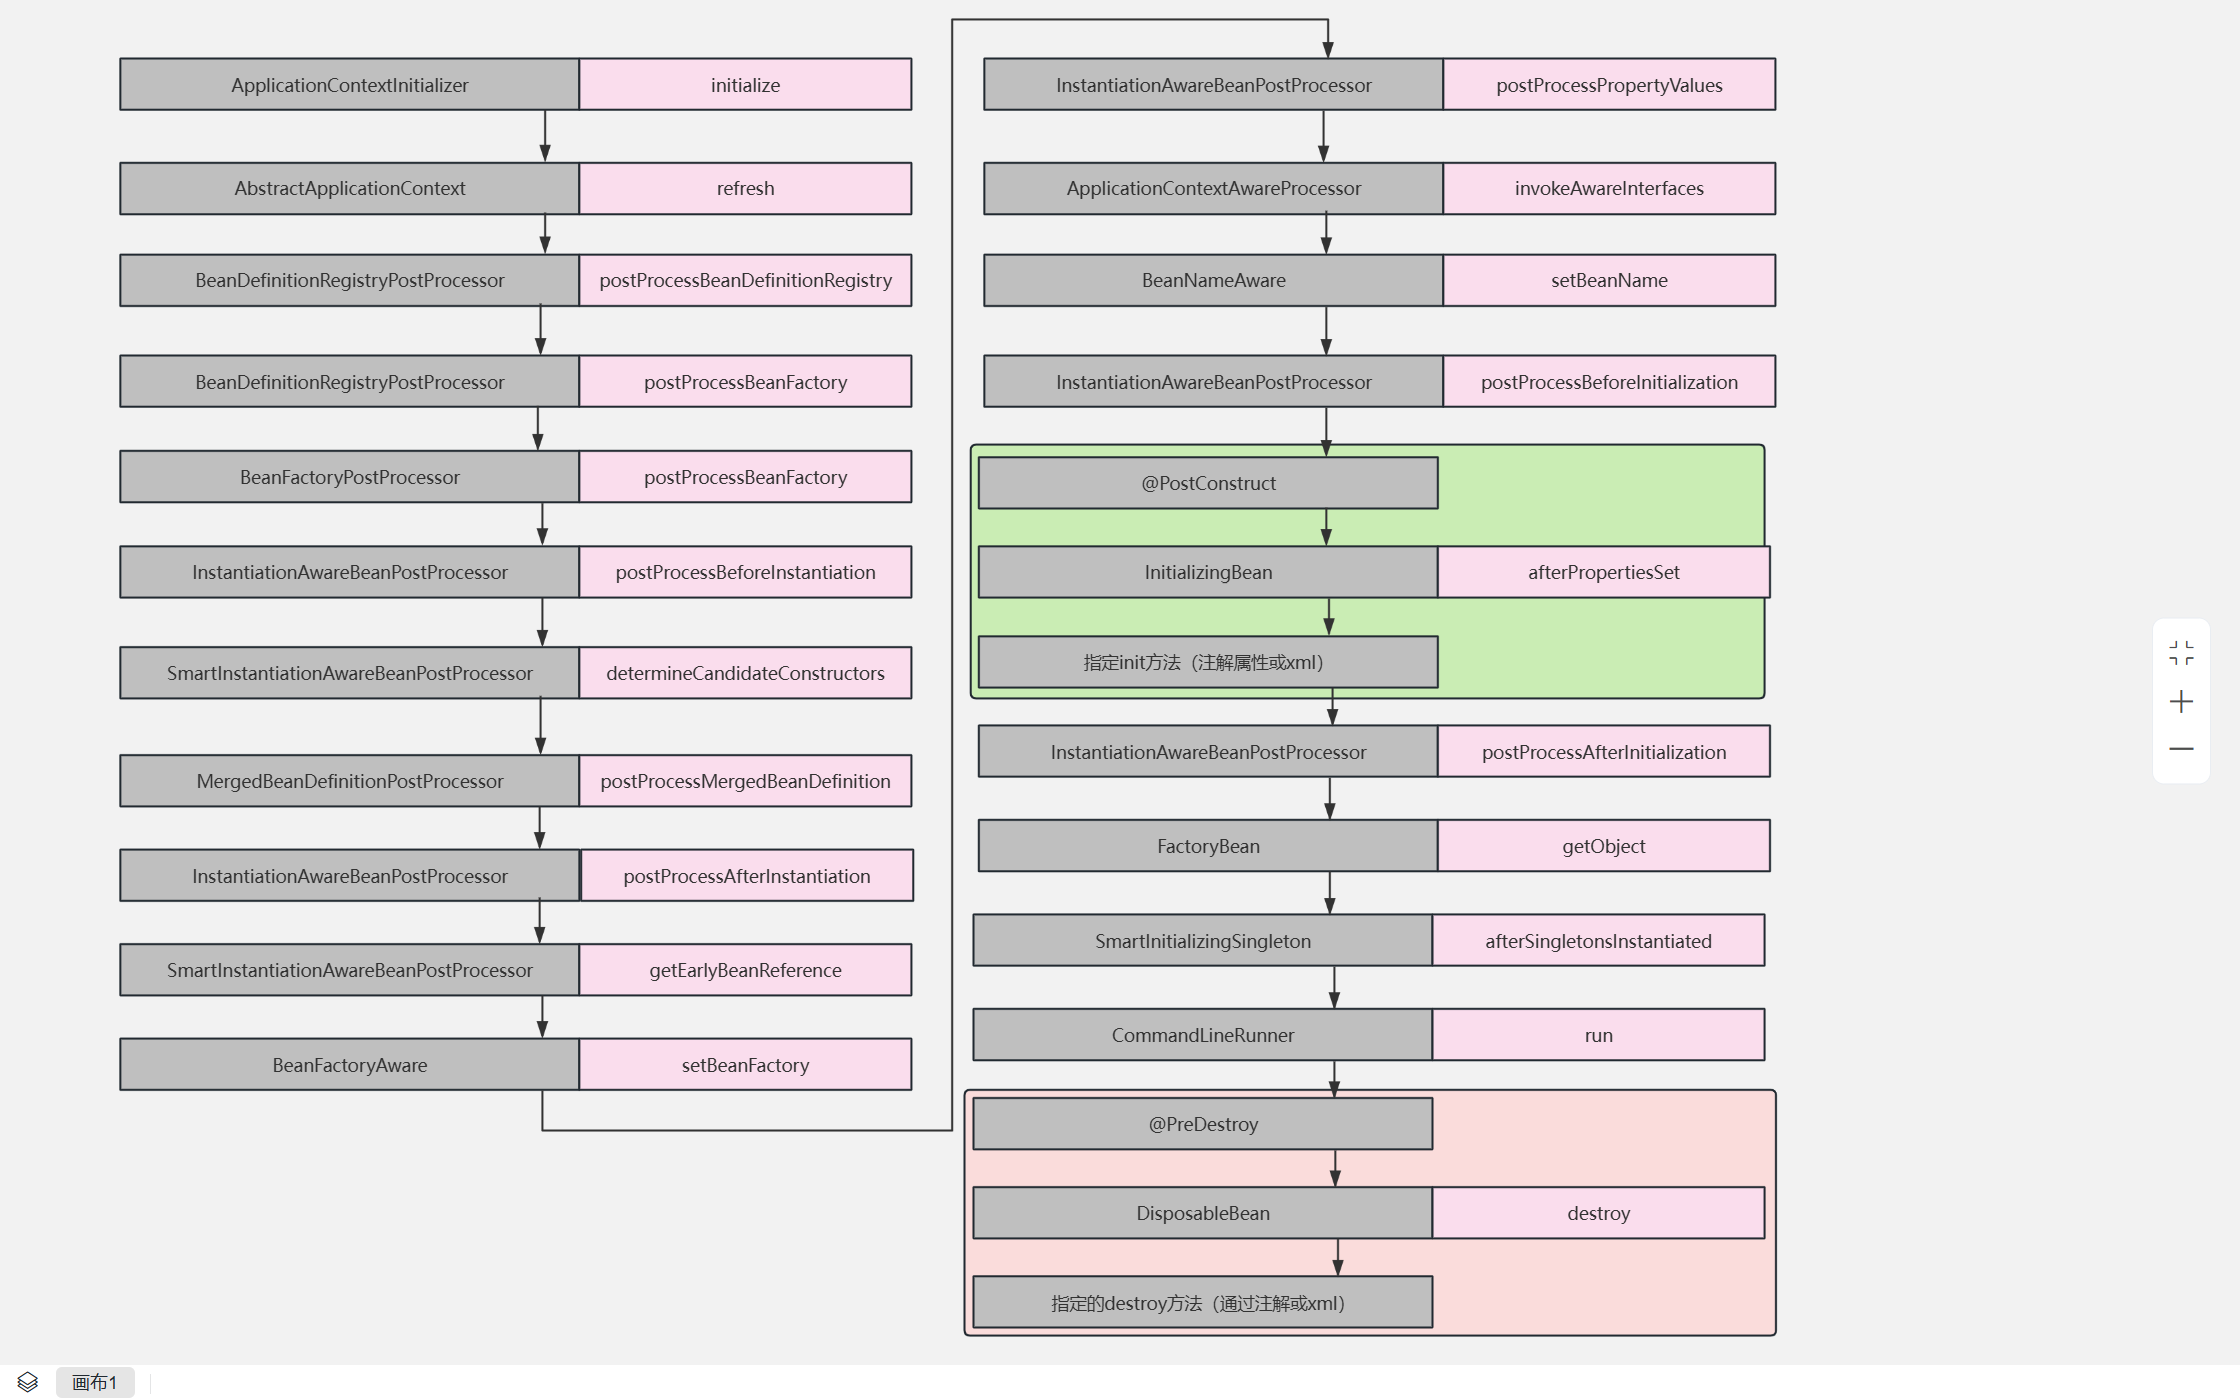 ApplicationContextInitializer initialize
AbstractApplicationContext refresh
BeanDefinitionRegistryPostProcessor postProcessBeanDefinitionRegistry
BeanDefinitionRegistryPostProcessor postProcessBeanFactory
BeanFactoryPostProcessor postProcessBeanFactory
InstantiationAwareBeanPostProcessor postProcessBeforeInstantiation
SmartInstantiationAwareBeanPostProcessor determineCandidateConstructors
MergedBeanDefinitionPostProcessor postProcessMergedBeanDefinition
InstantiationAwareBeanPostProcessor postProcessAfterInstantiation
SmartInstantiationAwareBeanPostProcessor getEarlyBeanReference
BeanFactoryAware setBeanFactory
InstantiationAwareBeanPostProcessor postProcessPropertyValues
ApplicationContextAwareProcessor invokeAwareInterfaces
BeanNameAware setBeanName
InstantiationAwareBeanPostProcessor postProcessBeforeInitialization
@PostConstruct
InitializingBean afterPropertiesSet
指定init方法（注解属性或xml）
InstantiationAwareBeanPostProcessor postProcessAfterInitialization
FactoryBean getObject
SmartInitializingSingleton afterSingletonsInstantiated
CommandLineRunner run
@PreDestroy
DisposableBean destroy
指定的destroy方法（通过注解或xml）
画布1